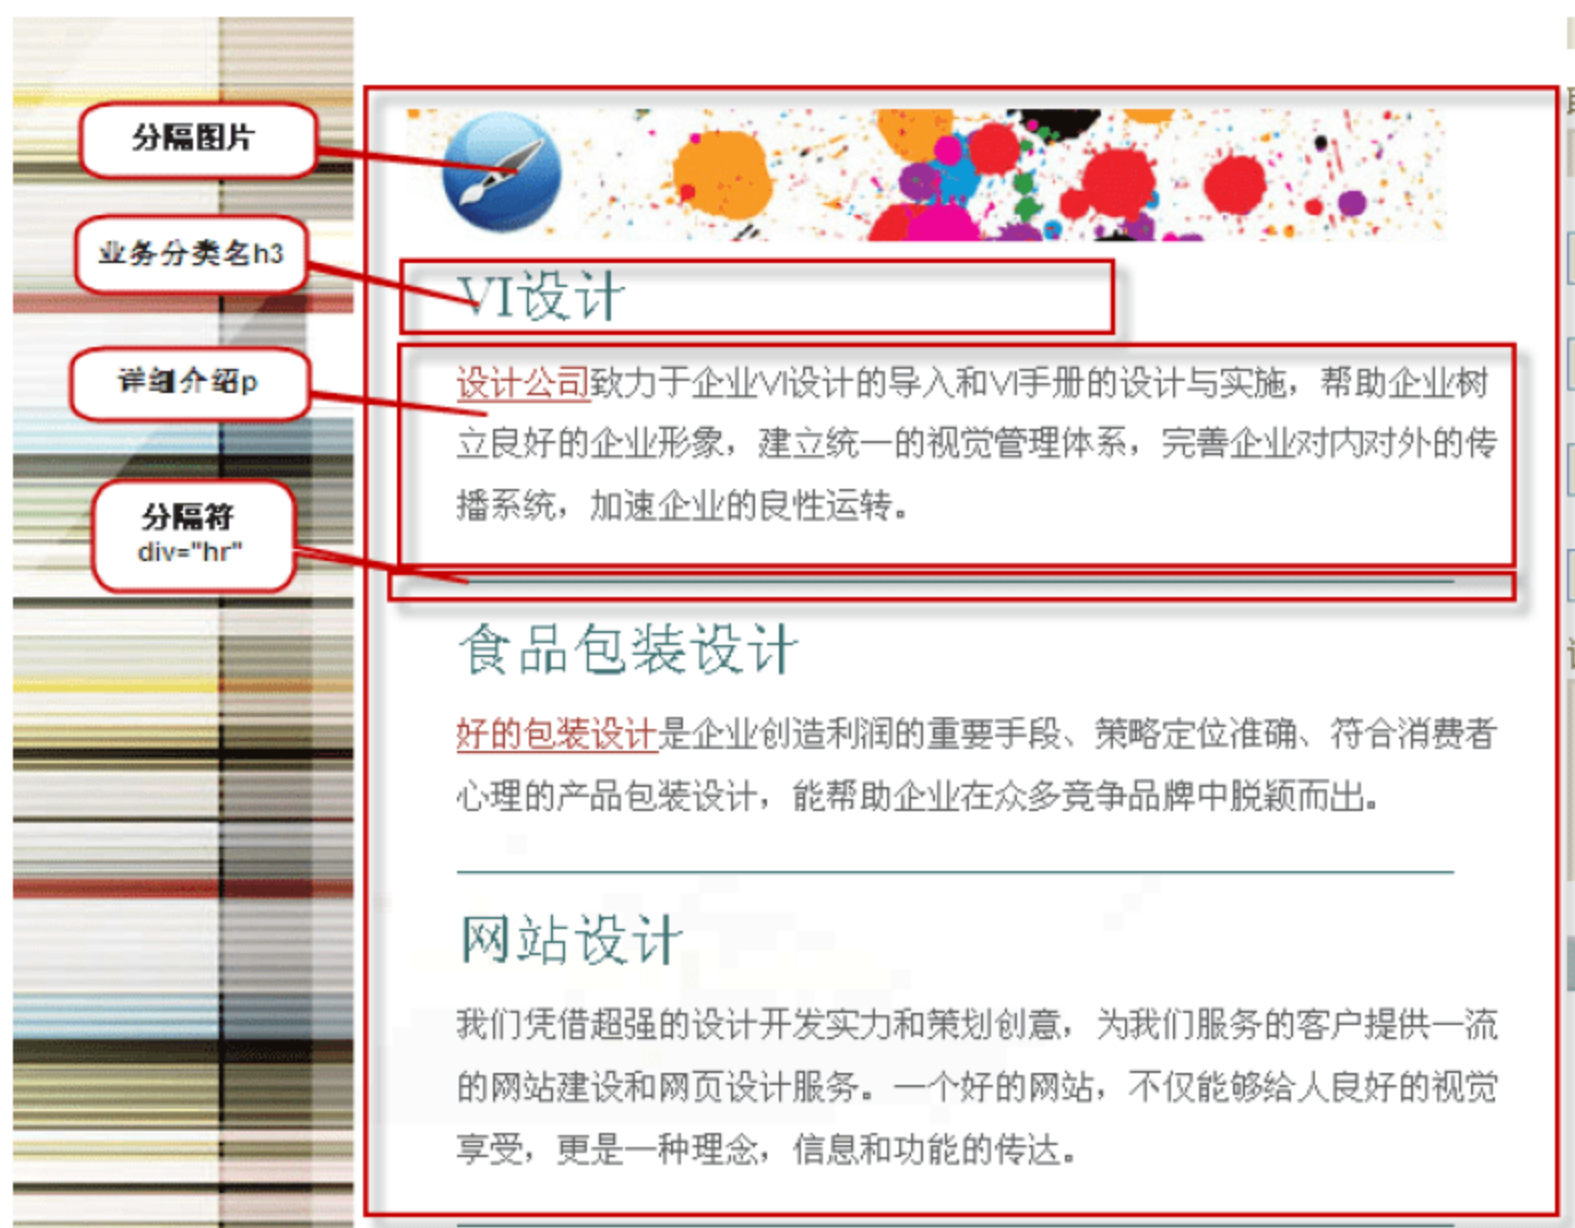 分隔图片
业务分类名h3
VI设计
详细介绍p
设计公司致力于企业VI设计的导入和VI手册的设计与实施，帮助企业树
立良好的企业形象，建立统一的视觉管理体系，完善企业对内对外的传
播系统，加速企业的良性运转。
分隔符
div="hr"
食品包装设计
好的包装设计是企业创造利润的重要手段、策略定位准确、符合消费者
心理的产品包装设计，能帮助企业在众多竞争品牌中脱颖而出。
网站设计
我们凭借超强的设计开发实力和策划创意，为我们服务的客户提供一流
的网站建设和网页设计服务。一个好的网站，不仅能够给人良好的视觉
享受，更是一种理念，信息和功能的传达。